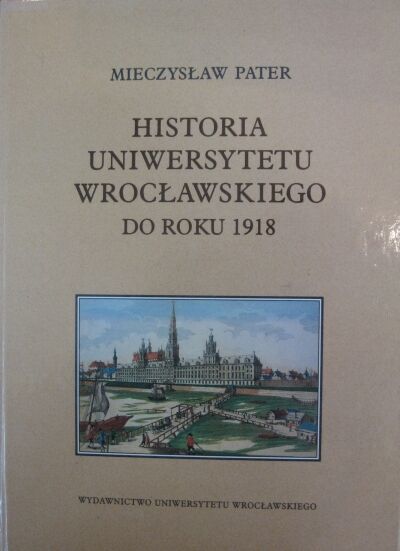 MIECZYSŁAW PATER
HISTORIA
UNIWERSYTETU
WROCŁAWSKIEGO
DO ROKU 1918
WYDAWNICTWO UNIWERSYTETU WROCŁAWSKIEGO